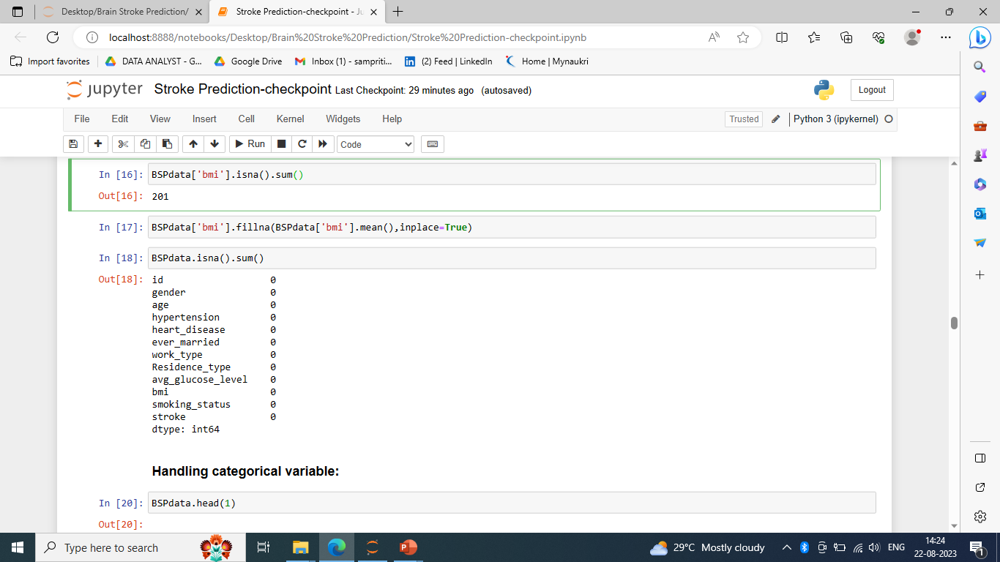 Desktop/Brain Stroke Prediction/
Stroke Prediction-checkpoint - Ju
localhost:8888/notebooks/Desktop/Brain%20Stroke%20Prediction/Stroke%20Prediction-checkpoint.ipynb
Import favorites
DATA ANALYST - G...
Google Drive
Inbox (1) - sampriti...
(2) Feed | LinkedIn
Home | Mynaukri
jupyter Stroke Prediction-checkpoint Last Checkpoint: 29 minutes ago (autosaved)
Logout
File Edit View Insert Cell Kernel Widgets Help
Trusted
Python 3 (ipykernel)
Run
Code
In [16]: BSPdata['bmi'].isna().sum()
Out[16]: 201
In [17]: BSPdata['bmi'].fillna(BSPdata['bmi'].mean(),inplace=True)
In [18]: BSPdata.isna().sum()
Out[18]: id 0
gender 0
age 0
hypertension 0
heart_disease 0
ever_married 0
work_type 0
Residence_type 0
avg_glucose_level 0
bmi 0
smoking_status 0
stroke 0
dtype: int64
Handling categorical variable:
In [20]: BSPdata.head(1)
Out[20]:
Type here to search
29°C Mostly cloudy
ENG
14:24
22-08-2023
1